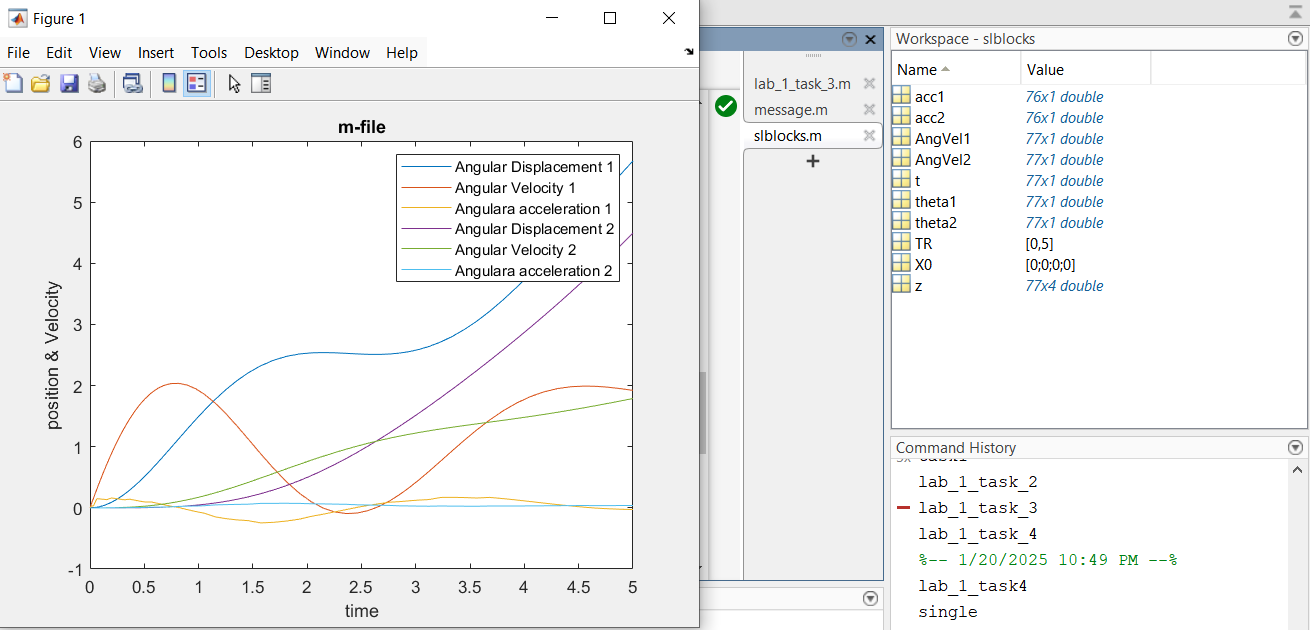 Figure 1
File Edit View Insert Tools Desktop Window Help
m-file
6
5
4
3
2
1
0
-1
position & Velocity
Angular Displacement 1
Angular Velocity 1
Angulara acceleration 1
Angular Displacement 2
Angular Velocity 2
Angulara acceleration 2
0 0.5 1 1.5 2 2.5 3 3.5 4 4.5 5
time
lab_1_task_3.m
message.m
slblocks.m
Workspace - slblocks
Name Value
acc1 76x1 double
acc2 76x1 double
AngVel1 77x1 double
AngVel2 77x1 double
t 77x1 double
theta1 77x1 double
theta2 77x1 double
TR [0,5]
X0 [0;0;0;0]
z 77x4 double
Command History
lab_1_task_2
lab_1_task_3
lab_1_task_4
%-- 1/20/2025 10:49 PM --%
lab_1_task4
single